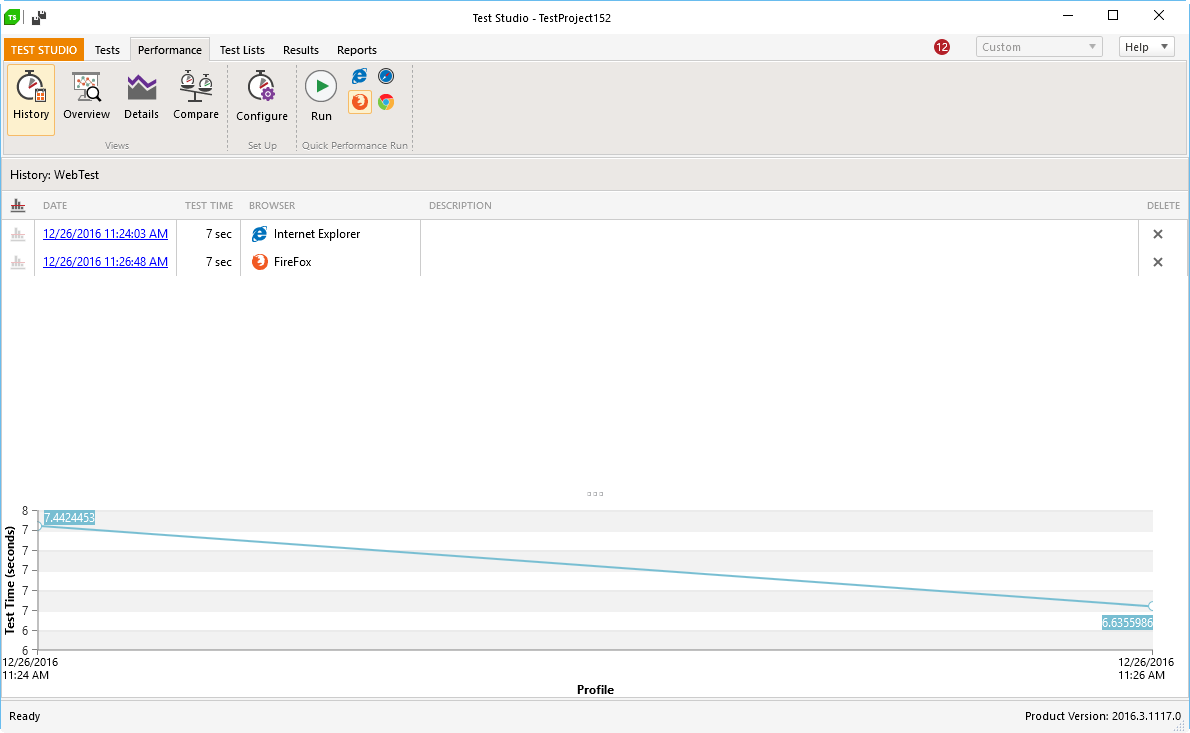 TS
Test Studio - TestProject152
TEST STUDIO Tests Performance Test Lists Results Reports 12 Custom Help
History Overview Details Compare Configure Run
Views Set Up Quick Performance Run
History: WebTest
DATE TEST TIME BROWSER DESCRIPTION DELETE
12/26/2016 11:24:03 AM 7 sec Internet Explorer
12/26/2016 11:26:48 AM 7 sec FireFox
Test Time (seconds)
8
7.4424453
7
7
7
7
7
6.6355986
6
6
12/26/2016 12/26/2016
11:24 AM 11:26 AM
Profile
Ready Product Version: 2016.3.1117.0